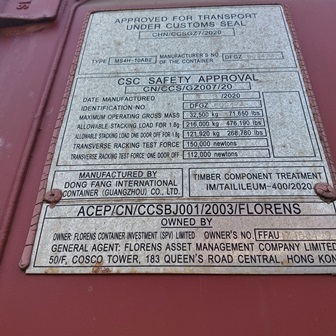 APPROVED FOR TRANSPORT
UNDER CUSTOMS SEAL
CHN/CCSGZ7/2020
TYPE MS4H-10AB2 MANUFACTURER'S NO. OF THE CONTAINER DFGZ
CSC SAFETY APPROVAL
CN/CCS/GZ007/20
DATE MANUFACTURED /2020
IDENTIFICATION NO. DFGZ
MAXIMUM OPERATING GROSS MASS 32,500 kg 71,650 lbs
ALLOWABLE STACKING LOAD FOR 1.8g 216,000 kg 476,190 lbs
ALLOWABLE STACKING LOAD ONE DOOR OFF FOR 1.8g 121,920 kg 268,780 lbs
TRANSVERSE RACKING TEST FORCE 150,000 newtons
TRANSVERSE RACKING TEST FORCE ONE DOOR OFF 112,000 newtons
MANUFACTURED BY
DONG FANG INTERNATIONAL
CONTAINER (GUANGZHOU) CO., LTD.
TIMBER COMPONENT TREATMENT
IM/TAILILEUM-400/2020
ACEP/CN/CCSBJ001/2003/FLORENS
OWNED BY
OWNER: FLORENS CONTAINER INVESTMENT (SPV) LIMITED OWNER'S NO. FFAU
GENERAL AGENT: FLORENS ASSET MANAGEMENT COMPANY LIMITED
50/F, COSCO TOWER, 183 QUEEN'S ROAD CENTRAL, HONG KON